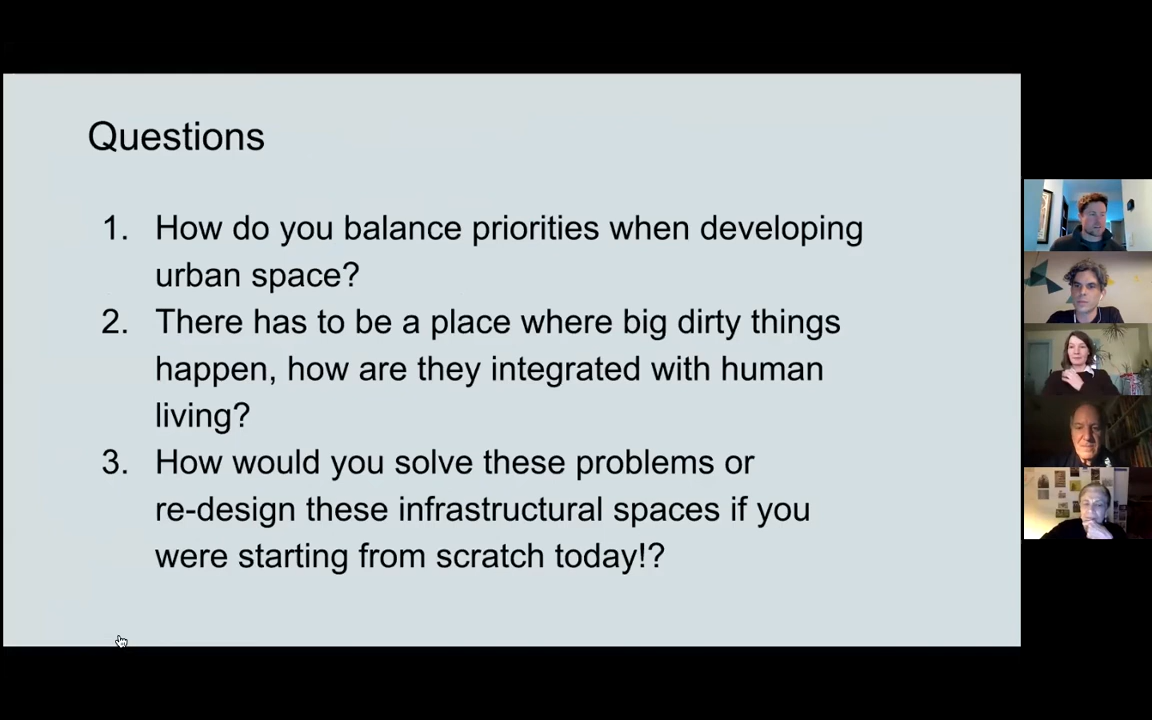 Questions
1. How do you balance priorities when developing
urban space?
2. There has to be a place where big dirty things
happen, how are they integrated with human
living?
3. How would you solve these problems or
re-design these infrastructural spaces if you
were starting from scratch today!?